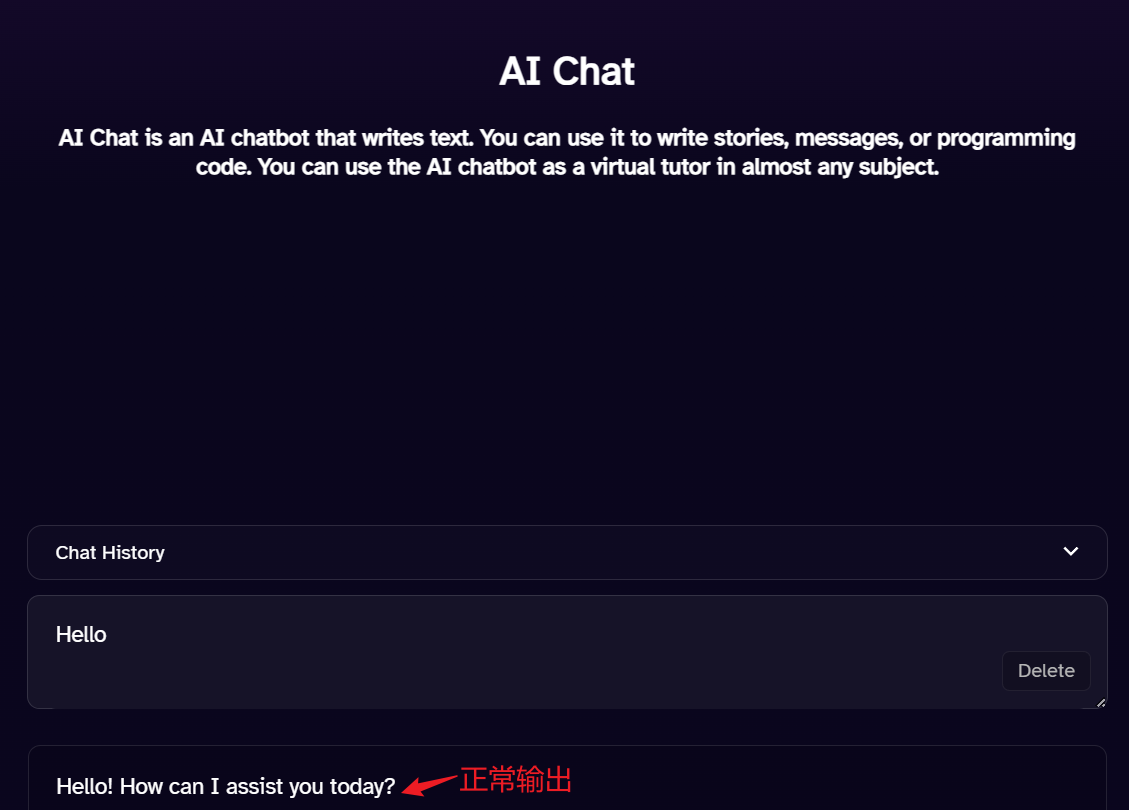 AI Chat
AI Chat is an AI chatbot that writes text. You can use it to write stories, messages, or programming
code. You can use the AI chatbot as a virtual tutor in almost any subject.
Chat History
Hello
Delete
Hello! How can I assist you today? 正常输出